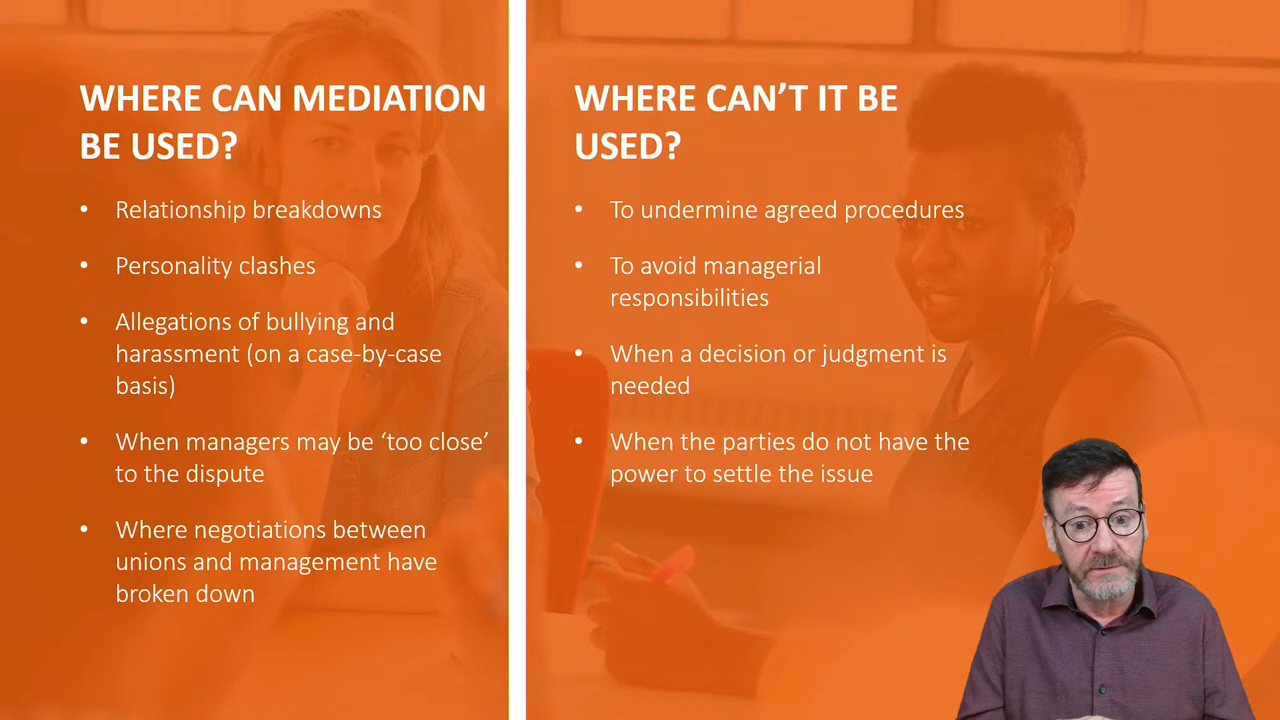 WHERE CAN MEDIATION
BE USED?
• Relationship breakdowns
• Personality clashes
• Allegations of bullying and
harassment (on a case-by-case
basis)
• When managers may be ‘too close’
to the dispute
• Where negotiations between
unions and management have
broken down
WHERE CAN’T IT BE
USED?
• To undermine agreed procedures
• To avoid managerial
responsibilities
• When a decision or judgment is
needed
• When the parties do not have the
power to settle the issue